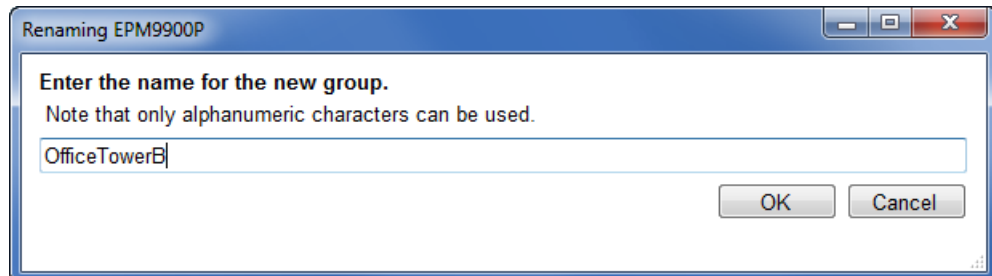 Renaming EPM9900P
Enter the name for the new group.
Note that only alphanumeric characters can be used.
OfficeTowerB
OK Cancel